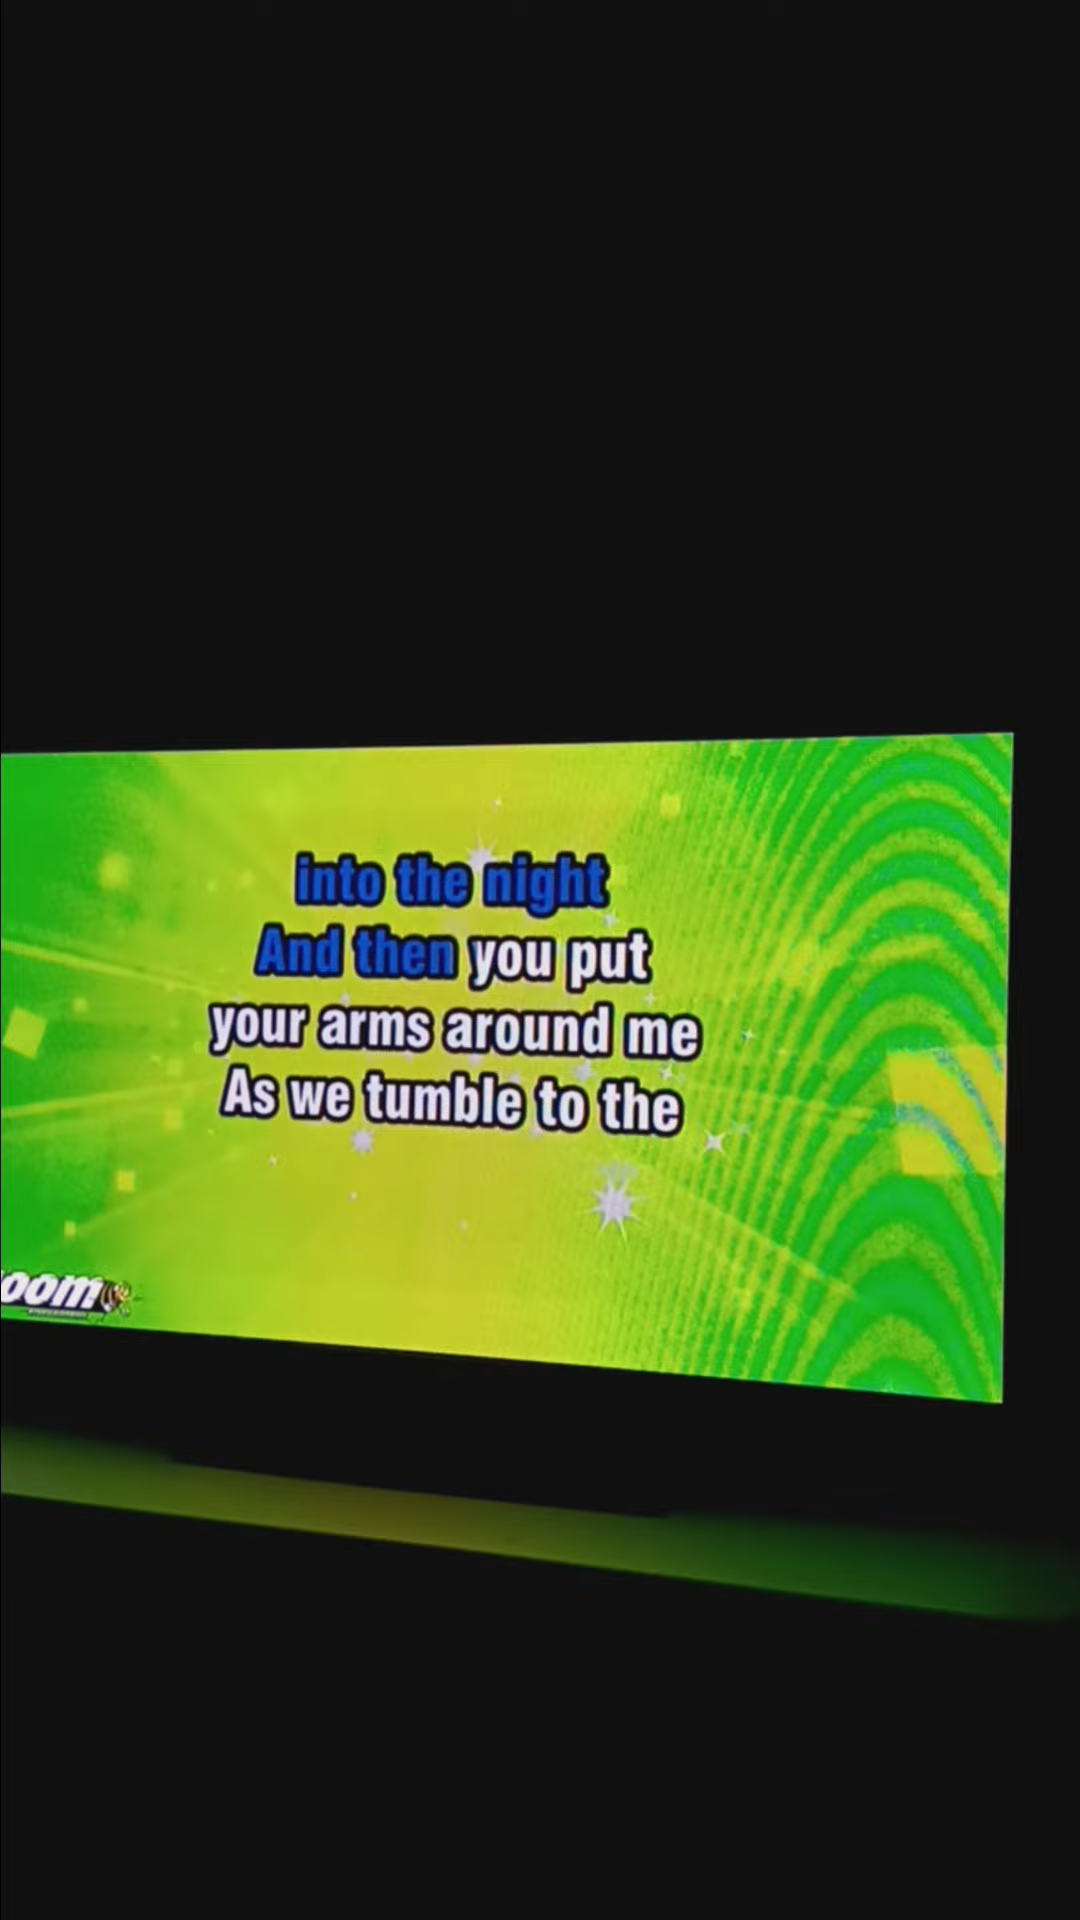 into the night
And then you put
your arms around me
As we tumble to the
oom